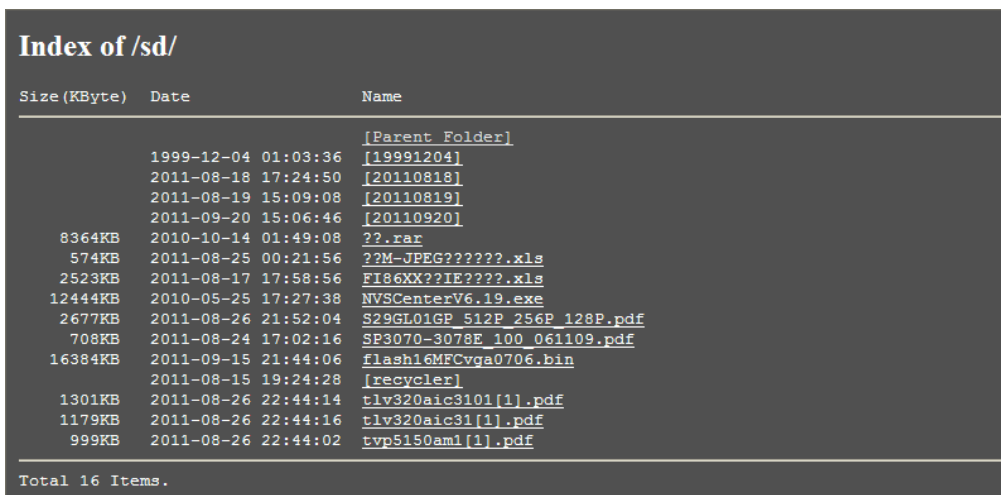 Index of /sd/
Size(KByte) Date Name
[Parent Folder]
1999-12-04 01:03:36 [19991204]
2011-08-18 17:24:50 [20110818]
2011-08-19 15:09:08 [20110819]
2011-09-20 15:06:46 [20110920]
8364KB 2010-10-14 01:49:08 ??.rar
574KB 2011-08-25 00:21:56 ??M-JPEG??????.xls
2523KB 2011-08-17 17:58:56 FI86XX??IE????.xls
12444KB 2010-05-25 17:27:38 NVSCenterV6.19.exe
2677KB 2011-08-26 21:52:04 S29GL01GP_512P_256P_128P.pdf
708KB 2011-08-24 17:02:16 SP3070-3078E_100_061109.pdf
16384KB 2011-09-15 21:44:06 flash16MFCvga0706.bin
2011-08-15 19:24:28 [recycler]
1301KB 2011-08-26 22:44:14 tlv320aic3101[1].pdf
1179KB 2011-08-26 22:44:16 tlv320aic31[1].pdf
999KB 2011-08-26 22:44:02 tvp5150am1[1].pdf
Total 16 Items.